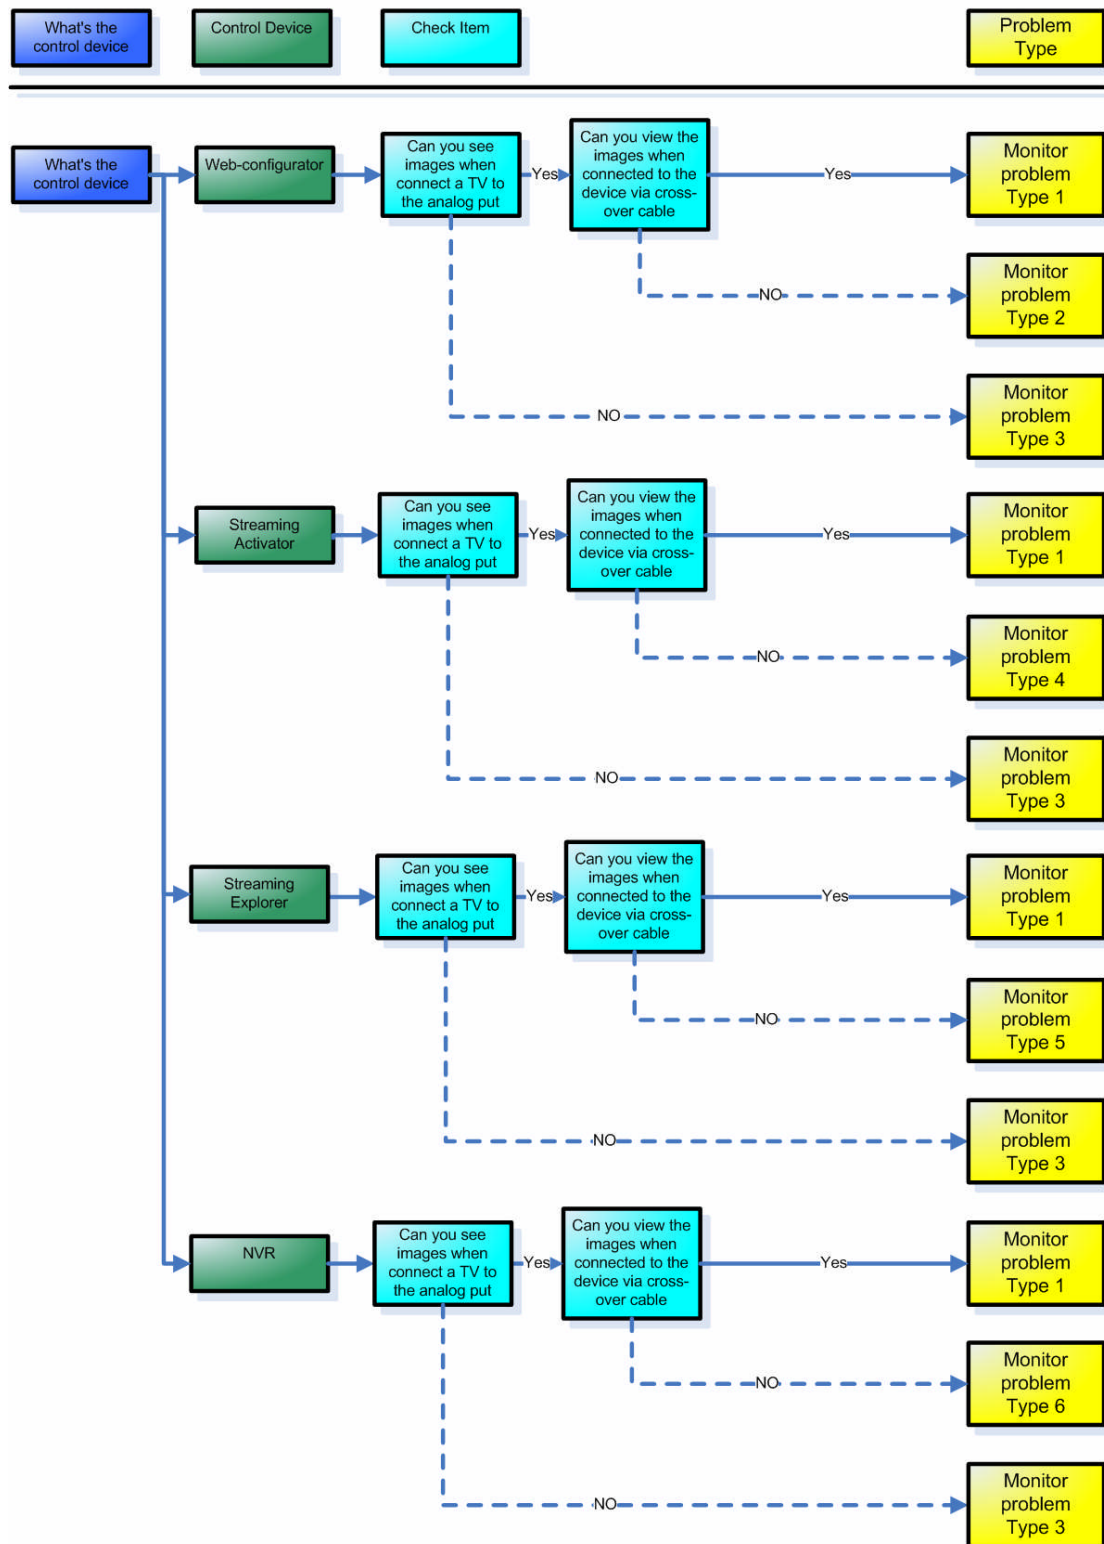 What's the
control device
Control Device
Check Item
Problem
Type
What's the
control device
Web-configurator
Can you see
images when
connect a TV to
the analog put
Yes
Can you view the
images when
connected to the
device via cross-
over cable
Yes
Monitor
problem
Type 1
NO
Monitor
problem
Type 2
NO
Monitor
problem
Type 3
Streaming
Activator
Can you see
images when
connect a TV to
the analog put
Yes
Can you view the
images when
connected to the
device via cross-
over cable
Yes
Monitor
problem
Type 1
NO
Monitor
problem
Type 4
NO
Monitor
problem
Type 3
Streaming
Explorer
Can you see
images when
connect a TV to
the analog put
Yes
Can you view the
images when
connected to the
device via cross-
over cable
Yes
Monitor
problem
Type 1
NO
Monitor
problem
Type 5
NO
Monitor
problem
Type 3
NVR
Can you see
images when
connect a TV to
the analog put
Yes
Can you view the
images when
connected to the
device via cross-
over cable
Yes
Monitor
problem
Type 1
NO
Monitor
problem
Type 6
NO
Monitor
problem
Type 3